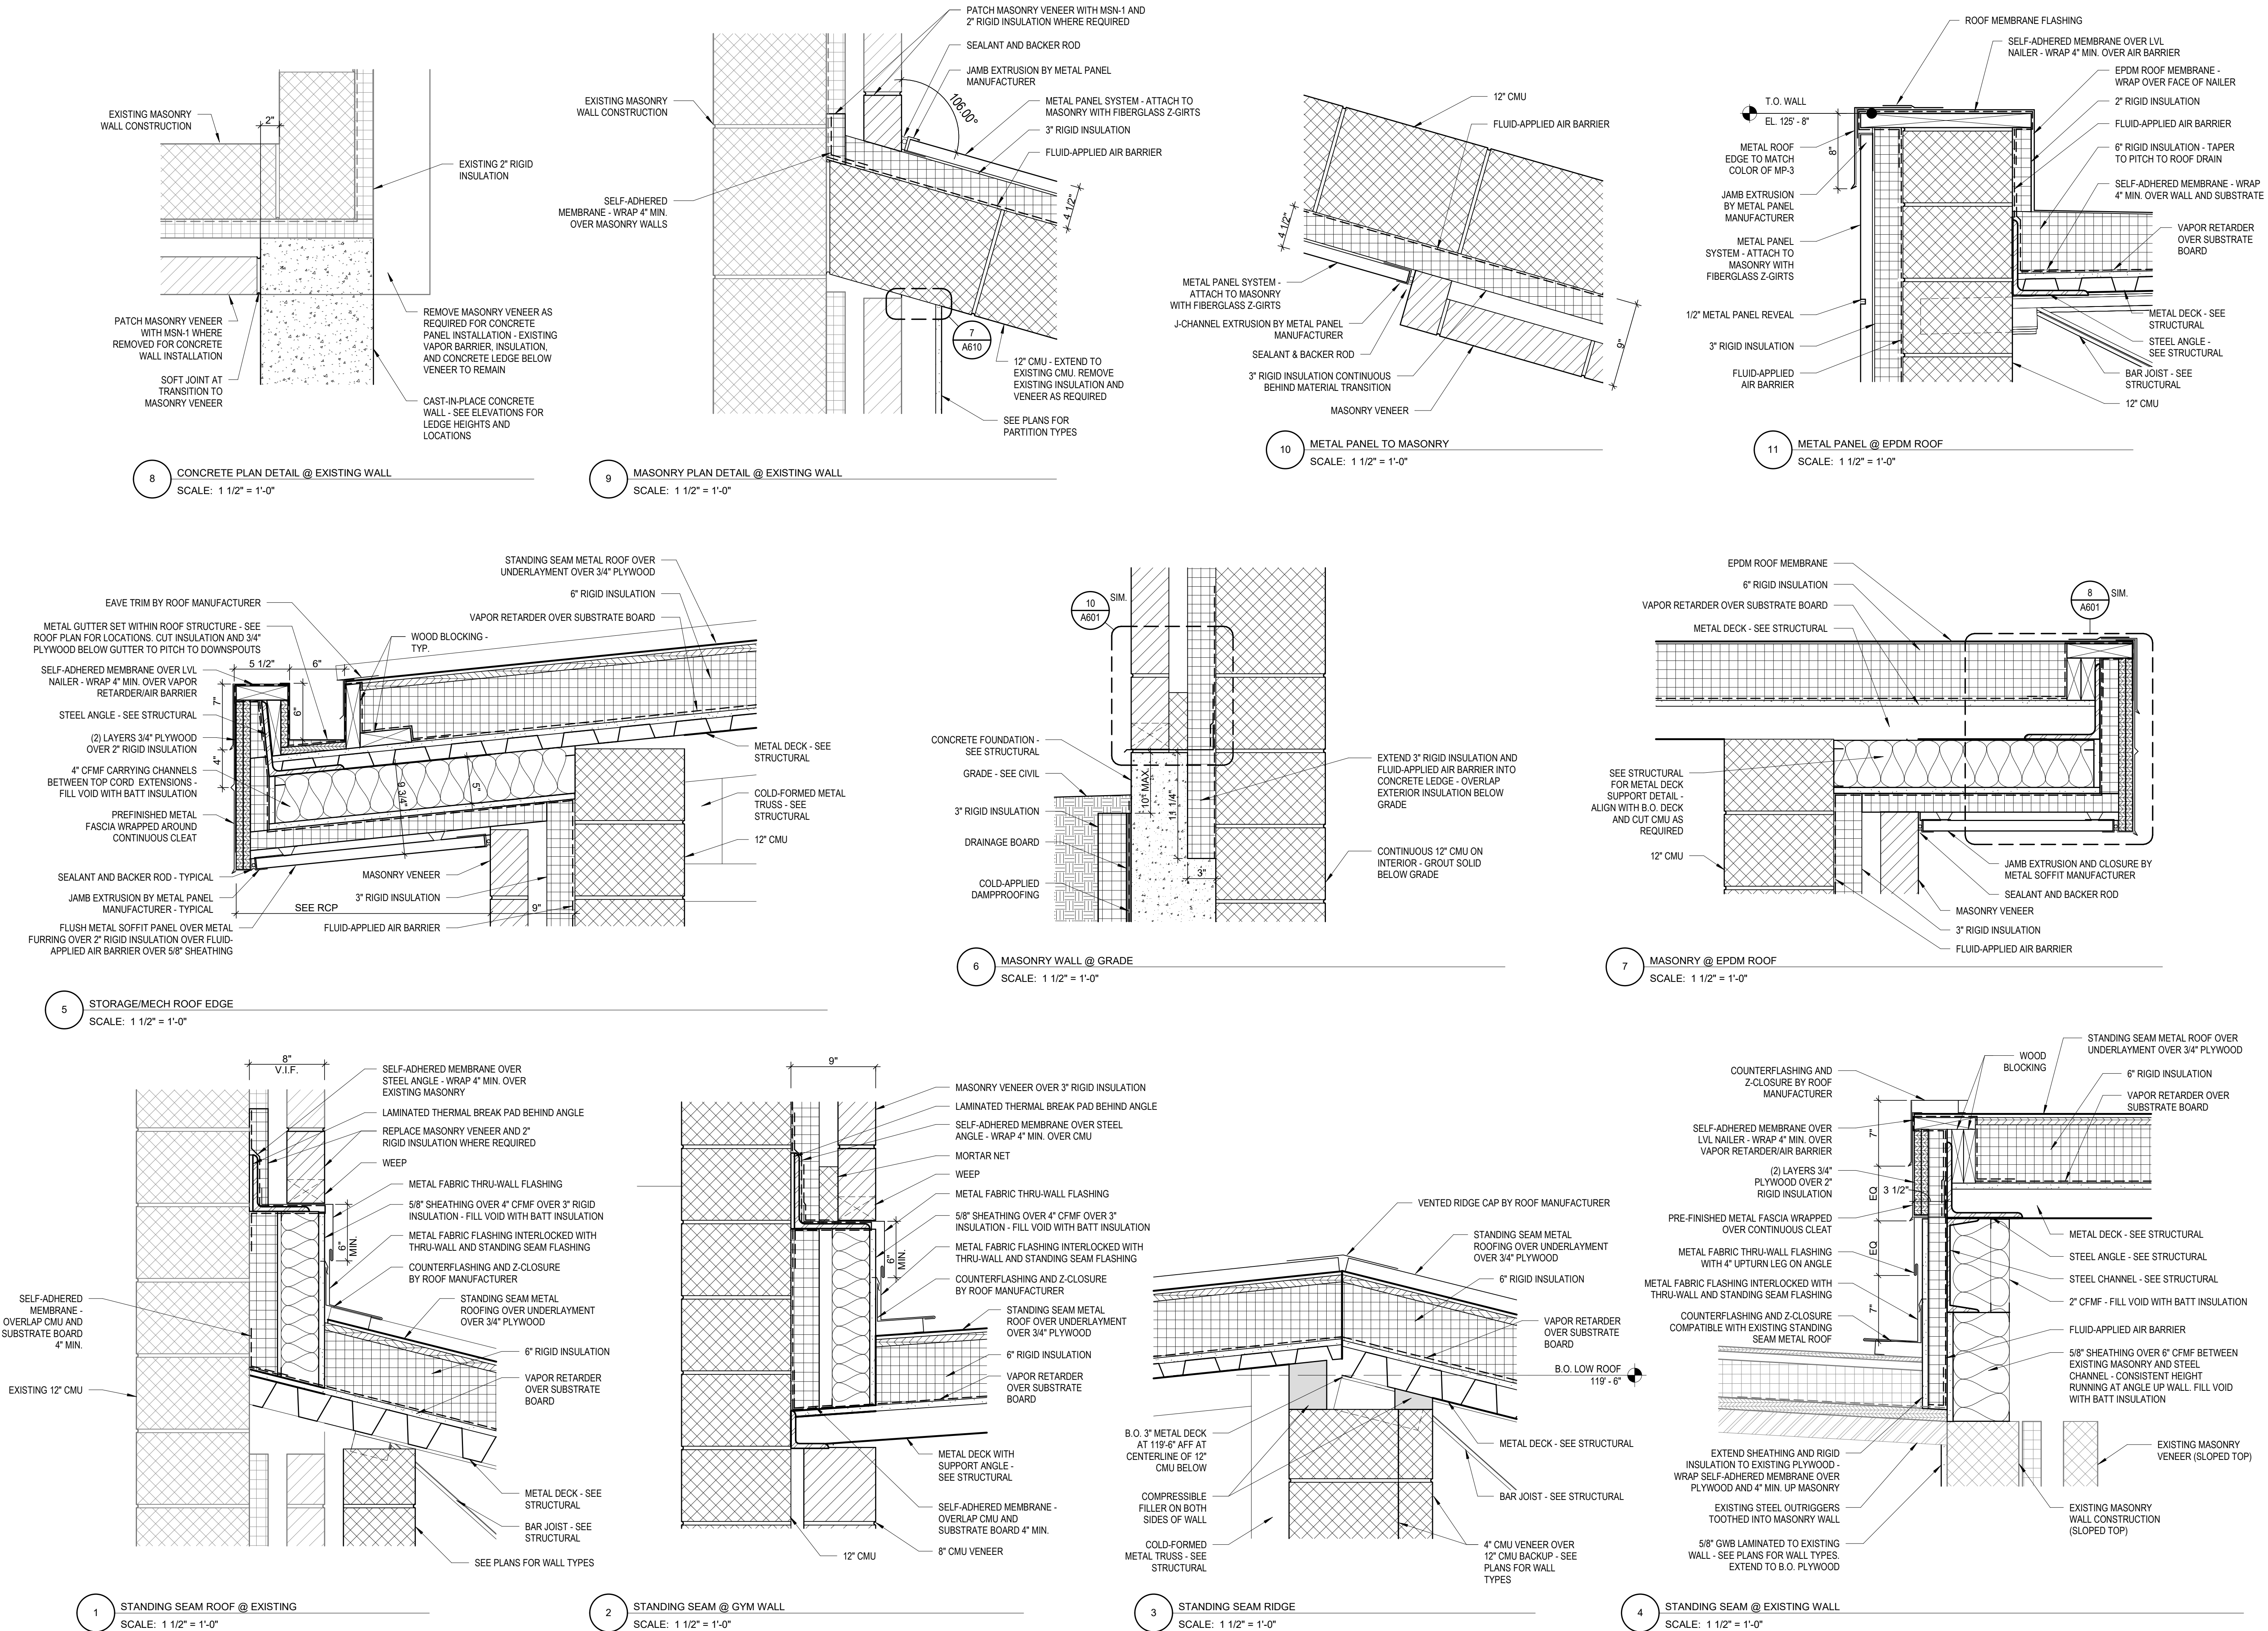 EXISTING MASONRY
WALL CONSTRUCTION
2"
EXISTING 2" RIGID
INSULATION
PATCH MASONRY VENEER
WITH MSN-1 WHERE
REMOVED FOR CONCRETE
WALL INSTALLATION
SOFT JOINT AT
TRANSITION TO
MASONRY VENEER
REMOVE MASONRY VENEER AS
REQUIRED FOR CONCRETE
PANEL INSTALLATION - EXISTING
VAPOR BARRIER, INSULATION,
AND CONCRETE LEDGE BELOW
VENEER TO REMAIN
CAST-IN-PLACE CONCRETE
WALL - SEE ELEVATIONS FOR
LEDGE HEIGHTS AND
LOCATIONS
8
CONCRETE PLAN DETAIL @ EXISTING WALL
SCALE: 1 1/2" = 1'-0"
PATCH MASONRY VENEER WITH MSN-1 AND
2" RIGID INSULATION WHERE REQUIRED
SEALANT AND BACKER ROD
JAMB EXTRUSION BY METAL PANEL
MANUFACTURER
METAL PANEL SYSTEM - ATTACH TO
MASONRY WITH FIBERGLASS Z-GIRTS
3" RIGID INSULATION
FLUID-APPLIED AIR BARRIER
106.00°
4 1/2"
EXISTING MASONRY
WALL CONSTRUCTION
SELF-ADHERED
MEMBRANE - WRAP 4" MIN.
OVER MASONRY WALLS
7
A610
12" CMU - EXTEND TO
EXISTING CMU. REMOVE
EXISTING INSULATION AND
VENEER AS REQUIRED
SEE PLANS FOR
PARTITION TYPES
9
MASONRY PLAN DETAIL @ EXISTING WALL
SCALE: 1 1/2" = 1'-0"
12" CMU
FLUID-APPLIED AIR BARRIER
4 1/2"
METAL PANEL SYSTEM -
ATTACH TO MASONRY
WITH FIBERGLASS Z-GIRTS
J-CHANNEL EXTRUSION BY METAL PANEL
MANUFACTURER
SEALANT & BACKER ROD
3" RIGID INSULATION CONTINUOUS
BEHIND MATERIAL TRANSITION
MASONRY VENEER
9"
10
METAL PANEL TO MASONRY
SCALE: 1 1/2" = 1'-0"
ROOF MEMBRANE FLASHING
SELF-ADHERED MEMBRANE OVER LVL
NAILER - WRAP 4" MIN. OVER AIR BARRIER
EPDM ROOF MEMBRANE -
WRAP OVER FACE OF NAILER
2" RIGID INSULATION
FLUID-APPLIED AIR BARRIER
6" RIGID INSULATION - TAPER
TO PITCH TO ROOF DRAIN
SELF-ADHERED MEMBRANE - WRAP
4" MIN. OVER WALL AND SUBSTRATE
VAPOR RETARDER
OVER SUBSTRATE
BOARD
METAL DECK - SEE
STRUCTURAL
STEEL ANGLE -
SEE STRUCTURAL
BAR JOIST - SEE
STRUCTURAL
12" CMU
T.O. WALL
EL. 125' - 8"
8"
METAL ROOF
EDGE TO MATCH
COLOR OF MP-3
JAMB EXTRUSION
BY METAL PANEL
MANUFACTURER
METAL PANEL
SYSTEM - ATTACH TO
MASONRY WITH
FIBERGLASS Z-GIRTS
1/2" METAL PANEL REVEAL
3" RIGID INSULATION
FLUID-APPLIED
AIR BARRIER
11
METAL PANEL @ EPDM ROOF
SCALE: 1 1/2" = 1'-0"
STANDING SEAM METAL ROOF OVER
UNDERLAYMENT OVER 3/4" PLYWOOD
6" RIGID INSULATION
VAPOR RETARDER OVER SUBSTRATE BOARD
WOOD BLOCKING -
TYP.
EAVE TRIM BY ROOF MANUFACTURER
METAL GUTTER SET WITHIN ROOF STRUCTURE - SEE
ROOF PLAN FOR LOCATIONS. CUT INSULATION AND 3/4"
PLYWOOD BELOW GUTTER TO PITCH TO DOWNSPOUTS
SELF-ADHERED MEMBRANE OVER LVL
NAILER - WRAP 4" MIN. OVER VAPOR
RETARDER/AIR BARRIER
STEEL ANGLE - SEE STRUCTURAL
(2) LAYERS 3/4" PLYWOOD
OVER 2" RIGID INSULATION
4" CFMF CARRYING CHANNELS
BETWEEN TOP CORD EXTENSIONS -
FILL VOID WITH BATT INSULATION
PREFINISHED METAL
FASCIA WRAPPED AROUND
CONTINUOUS CLEAT
SEALANT AND BACKER ROD - TYPICAL
JAMB EXTRUSION BY METAL PANEL
MANUFACTURER - TYPICAL
FLUSH METAL SOFFIT PANEL OVER METAL
FURRING OVER 2" RIGID INSULATION OVER FLUID-
APPLIED AIR BARRIER OVER 5/8" SHEATHING
5 1/2"
6"
7"
6"
4"
9 3/4"
5"
SEE RCP
9"
METAL DECK - SEE
STRUCTURAL
COLD-FORMED METAL
TRUSS - SEE
STRUCTURAL
12" CMU
MASONRY VENEER
3" RIGID INSULATION
FLUID-APPLIED AIR BARRIER
5
STORAGE/MECH ROOF EDGE
SCALE: 1 1/2" = 1'-0"
10
A601
SIM.
CONCRETE FOUNDATION -
SEE STRUCTURAL
GRADE - SEE CIVIL
3" RIGID INSULATION
DRAINAGE BOARD
COLD-APPLIED
DAMPPROOFING
10" MAX.
11 1/4"
3"
EXTEND 3" RIGID INSULATION AND
FLUID-APPLIED AIR BARRIER INTO
CONCRETE LEDGE - OVERLAP
EXTERIOR INSULATION BELOW
GRADE
CONTINUOUS 12" CMU ON
INTERIOR - GROUT SOLID
BELOW GRADE
6
MASONRY WALL @ GRADE
SCALE: 1 1/2" = 1'-0"
EPDM ROOF MEMBRANE
6" RIGID INSULATION
VAPOR RETARDER OVER SUBSTRATE BOARD
METAL DECK - SEE STRUCTURAL
8
A601
SIM.
SEE STRUCTURAL
FOR METAL DECK
SUPPORT DETAIL -
ALIGN WITH B.O. DECK
AND CUT CMU AS
REQUIRED
12" CMU
JAMB EXTRUSION AND CLOSURE BY
METAL SOFFIT MANUFACTURER
SEALANT AND BACKER ROD
MASONRY VENEER
3" RIGID INSULATION
FLUID-APPLIED AIR BARRIER
7
MASONRY @ EPDM ROOF
SCALE: 1 1/2" = 1'-0"
8"
V.I.F.
SELF-ADHERED MEMBRANE OVER
STEEL ANGLE - WRAP 4" MIN. OVER
EXISTING MASONRY
LAMINATED THERMAL BREAK PAD BEHIND ANGLE
REPLACE MASONRY VENEER AND 2"
RIGID INSULATION WHERE REQUIRED
WEEP
METAL FABRIC THRU-WALL FLASHING
5/8" SHEATHING OVER 4" CFMF OVER 3" RIGID
INSULATION - FILL VOID WITH BATT INSULATION
METAL FABRIC FLASHING INTERLOCKED WITH
THRU-WALL AND STANDING SEAM FLASHING
COUNTERFLASHING AND Z-CLOSURE
BY ROOF MANUFACTURER
STANDING SEAM METAL
ROOFING OVER UNDERLAYMENT
OVER 3/4" PLYWOOD
6" RIGID INSULATION
VAPOR RETARDER
OVER SUBSTRATE
BOARD
METAL DECK - SEE
STRUCTURAL
BAR JOIST - SEE
STRUCTURAL
SEE PLANS FOR WALL TYPES
6"
MIN.
SELF-ADHERED
MEMBRANE -
OVERLAP CMU AND
SUBSTRATE BOARD
4" MIN.
EXISTING 12" CMU
1
STANDING SEAM ROOF @ EXISTING
SCALE: 1 1/2" = 1'-0"
9"
MASONRY VENEER OVER 3" RIGID INSULATION
LAMINATED THERMAL BREAK PAD BEHIND ANGLE
SELF-ADHERED MEMBRANE OVER STEEL
ANGLE - WRAP 4" MIN. OVER CMU
MORTAR NET
WEEP
METAL FABRIC THRU-WALL FLASHING
5/8" SHEATHING OVER 4" CFMF OVER 3"
INSULATION - FILL VOID WITH BATT INSULATION
METAL FABRIC FLASHING INTERLOCKED WITH
THRU-WALL AND STANDING SEAM FLASHING
COUNTERFLASHING AND Z-CLOSURE
BY ROOF MANUFACTURER
STANDING SEAM METAL
ROOF OVER UNDERLAYMENT
OVER 3/4" PLYWOOD
6" RIGID INSULATION
VAPOR RETARDER
OVER SUBSTRATE
BOARD
METAL DECK WITH
SUPPORT ANGLE -
SEE STRUCTURAL
SELF-ADHERED MEMBRANE -
OVERLAP CMU AND
SUBSTRATE BOARD 4" MIN.
8" CMU VENEER
12" CMU
6"
MIN.
2
STANDING SEAM @ GYM WALL
SCALE: 1 1/2" = 1'-0"
VENTED RIDGE CAP BY ROOF MANUFACTURER
STANDING SEAM METAL
ROOFING OVER UNDERLAYMENT
OVER 3/4" PLYWOOD
6" RIGID INSULATION
VAPOR RETARDER
OVER SUBSTRATE
BOARD
B.O. LOW ROOF
119' - 6"
METAL DECK - SEE STRUCTURAL
BAR JOIST - SEE STRUCTURAL
4" CMU VENEER OVER
12" CMU BACKUP - SEE
PLANS FOR WALL
TYPES
B.O. 3" METAL DECK
AT 119'-6" AFF AT
CENTERLINE OF 12"
CMU BELOW
COMPRESSIBLE
FILLER ON BOTH
SIDES OF WALL
COLD-FORMED
METAL TRUSS - SEE
STRUCTURAL
3
STANDING SEAM RIDGE
SCALE: 1 1/2" = 1'-0"
WOOD
BLOCKING
STANDING SEAM METAL ROOF OVER
UNDERLAYMENT OVER 3/4" PLYWOOD
6" RIGID INSULATION
VAPOR RETARDER OVER
SUBSTRATE BOARD
METAL DECK - SEE STRUCTURAL
STEEL ANGLE - SEE STRUCTURAL
STEEL CHANNEL - SEE STRUCTURAL
2" CFMF - FILL VOID WITH BATT INSULATION
FLUID-APPLIED AIR BARRIER
5/8" SHEATHING OVER 6" CFMF BETWEEN
EXISTING MASONRY AND STEEL
CHANNEL - CONSISTENT HEIGHT
RUNNING AT ANGLE UP WALL. FILL VOID
WITH BATT INSULATION
EXISTING MASONRY
VENEER (SLOPED TOP)
EXISTING MASONRY
WALL CONSTRUCTION
(SLOPED TOP)
COUNTERFLASHING AND
Z-CLOSURE BY ROOF
MANUFACTURER
SELF-ADHERED MEMBRANE OVER
LVL NAILER - WRAP 4" MIN. OVER
VAPOR RETARDER/AIR BARRIER
(2) LAYERS 3/4"
PLYWOOD OVER 2"
RIGID INSULATION
PRE-FINISHED METAL FASCIA WRAPPED
OVER CONTINUOUS CLEAT
METAL FABRIC THRU-WALL FLASHING
WITH 4" UPTURN LEG ON ANGLE
METAL FABRIC FLASHING INTERLOCKED WITH
THRU-WALL AND STANDING SEAM FLASHING
COUNTERFLASHING AND Z-CLOSURE
COMPATIBLE WITH EXISTING STANDING
SEAM METAL ROOF
7"
EQ
3 1/2"
EQ
7"
EXTEND SHEATHING AND RIGID
INSULATION TO EXISTING PLYWOOD -
WRAP SELF-ADHERED MEMBRANE OVER
PLYWOOD AND 4" MIN. UP MASONRY
EXISTING STEEL OUTRIGGERS
TOOTHED INTO MASONRY WALL
5/8" GWB LAMINATED TO EXISTING
WALL - SEE PLANS FOR WALL TYPES.
EXTEND TO B.O. PLYWOOD
4
STANDING SEAM @ EXISTING WALL
SCALE: 1 1/2" = 1'-0"